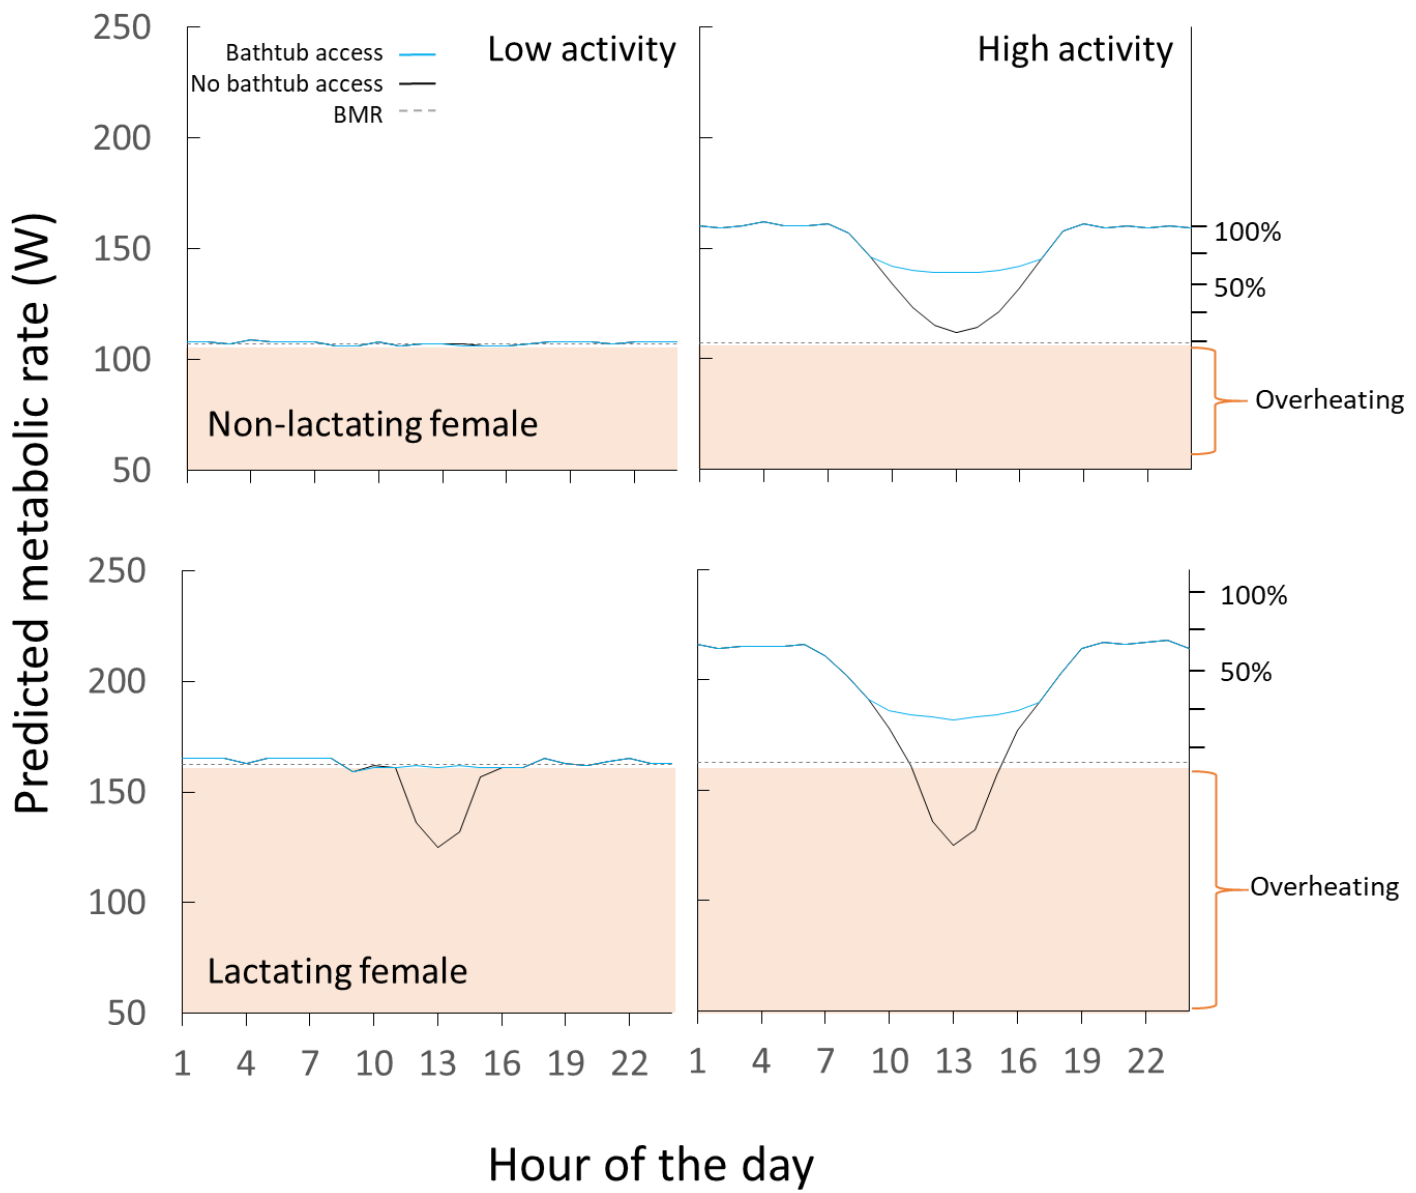 250
200
150
100
50
Bathtub access
No bathtub access
BMR
Low activity
High activity
100%
50%
Overheating
Non-lactating female
Predicted metabolic rate (W)
250
200
150
100
50
100%
50%
Overheating
Lactating female
1 4 7 10 13 16 19 22
1 4 7 10 13 16 19 22
Hour of the day